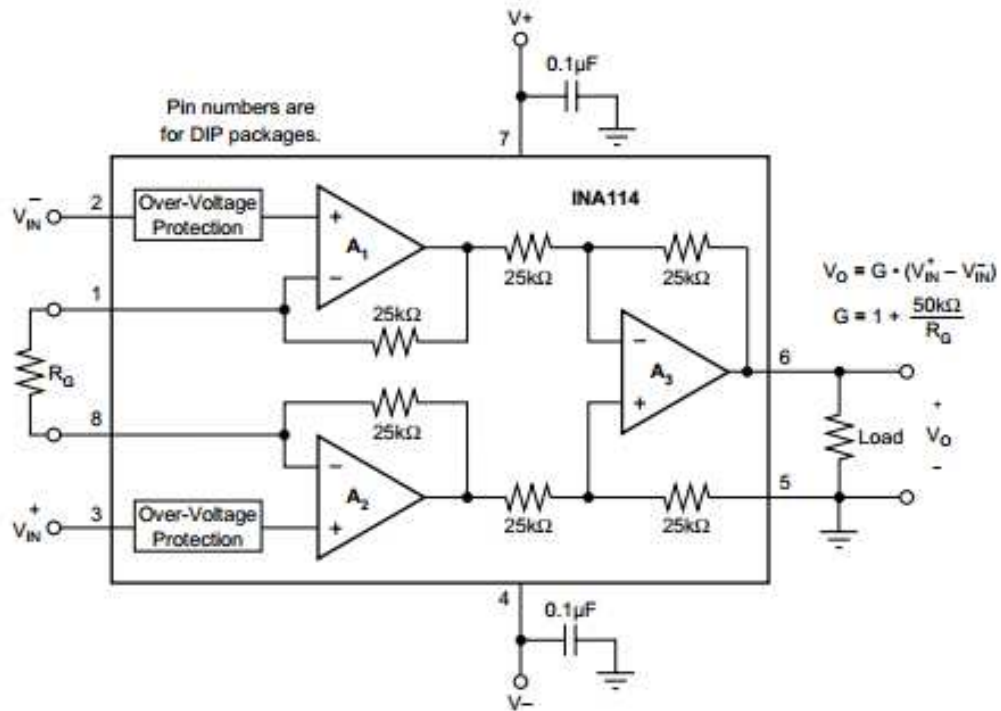 V+
0.1µF
Pin numbers are
for DIP packages.
7
INA114
V⁻IN
2
Over-Voltage
Protection
+
A1
−
25kΩ
25kΩ
25kΩ
1
RG
8
25kΩ
−
A2
+
−
A3
+
6
VO = G • (V⁺IN − V⁻IN)
G = 1 + 50kΩ
RG
Load
+
VO
-
5
V⁺IN
3
Over-Voltage
Protection
25kΩ
25kΩ
4
0.1µF
V−